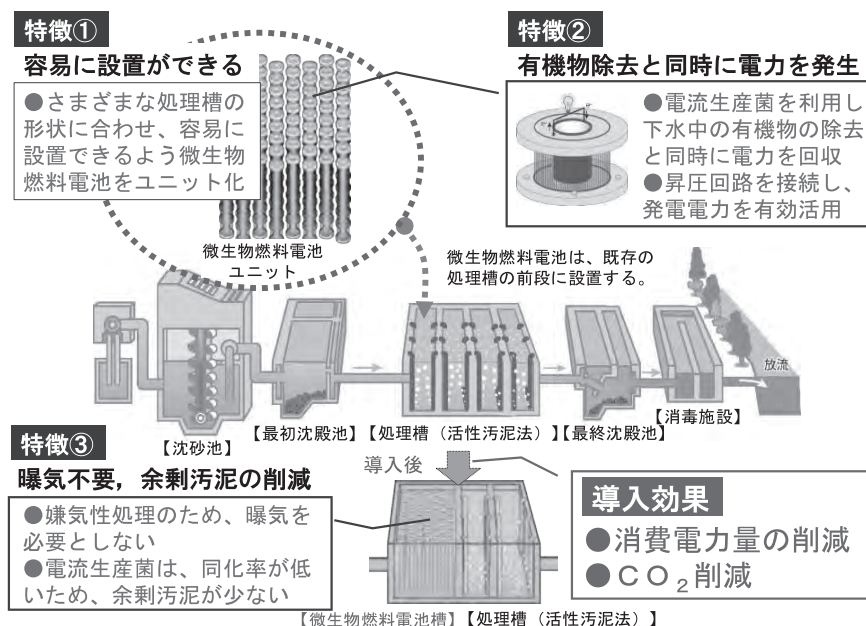 特徴①
容易に設置ができる
●さまざまな処理槽の
形状に合わせ、容易に
設置できるよう微生物
燃料電池をユニット化
微生物燃料電池
ユニット
特徴②
有機物除去と同時に電力を発生
●電流生産菌を利用し
下水中の有機物の除去
と同時に電力を回収
●昇圧回路を接続し、
発電電力を有効活用
微生物燃料電池は、既存の
処理槽の前段に設置する。
放流
【沈砂池】
【最初沈殿池】
【処理槽（活性汚泥法）】
【最終沈殿池】
【消毒施設】
特徴③
曝気不要，余剰汚泥の削減
●嫌気性処理のため、曝気を
必要としない
●電流生産菌は、同化率が低
いため、余剰汚泥が少ない
導入後
【微生物燃料電池槽】
【処理槽（活性汚泥法）】
導入効果
●消費電力量の削減
●ＣＯ₂削減